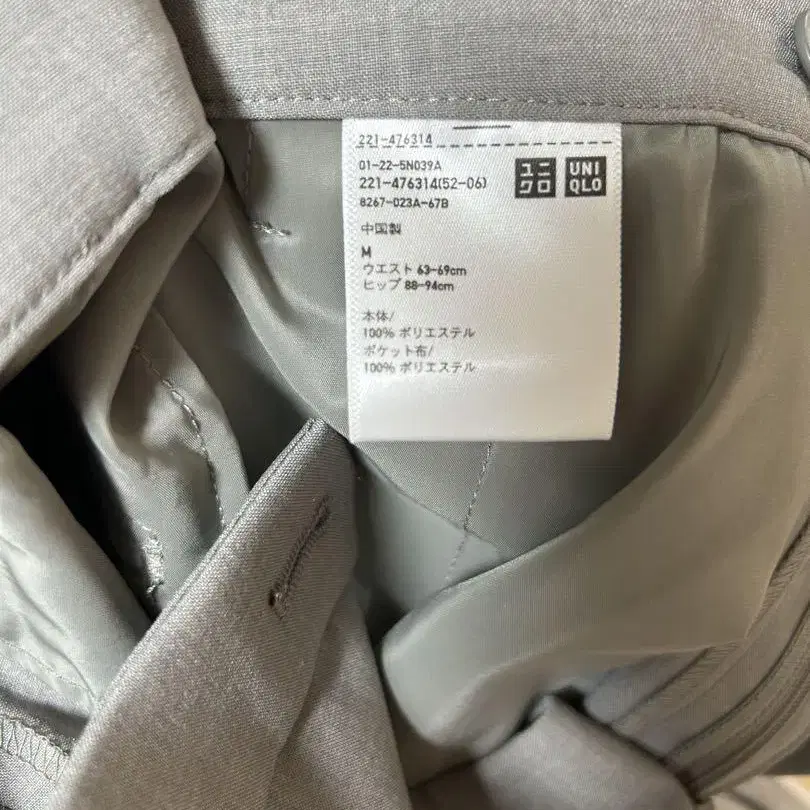 221-476314
01-22-5N039A
221-476314(52-06)
8267-023A-67B
ユニクロ
UNIQLO
中国製
M
ウエスト 63-69cm
ヒップ 88-94cm
本体/
100% ポリエステル
ポケット布/
100% ポリエステル